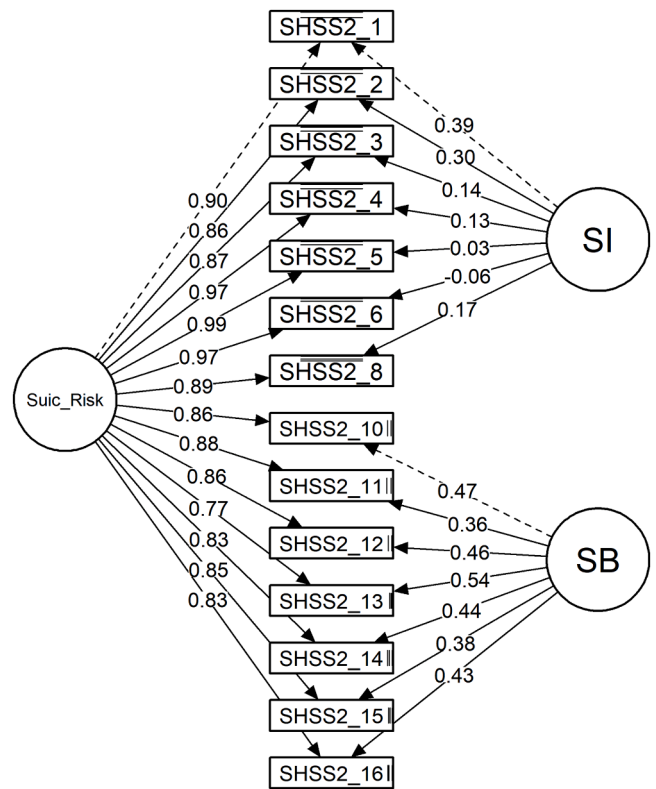 SHSS2_1
SHSS2_2
SHSS2_3
SHSS2_4
SHSS2_5
SHSS2_6
SHSS2_8
SHSS2_10
SHSS2_11
SHSS2_12
SHSS2_13
SHSS2_14
SHSS2_15
SHSS2_16
Suic_Risk
0.90
0.86
0.87
0.97
0.99
0.97
0.89
0.86
0.88
0.86
0.77
0.83
0.85
0.83
SI
0.39
0.30
0.14
0.13
0.03
-0.06
0.17
SB
0.47
0.36
0.46
0.54
0.44
0.38
0.43